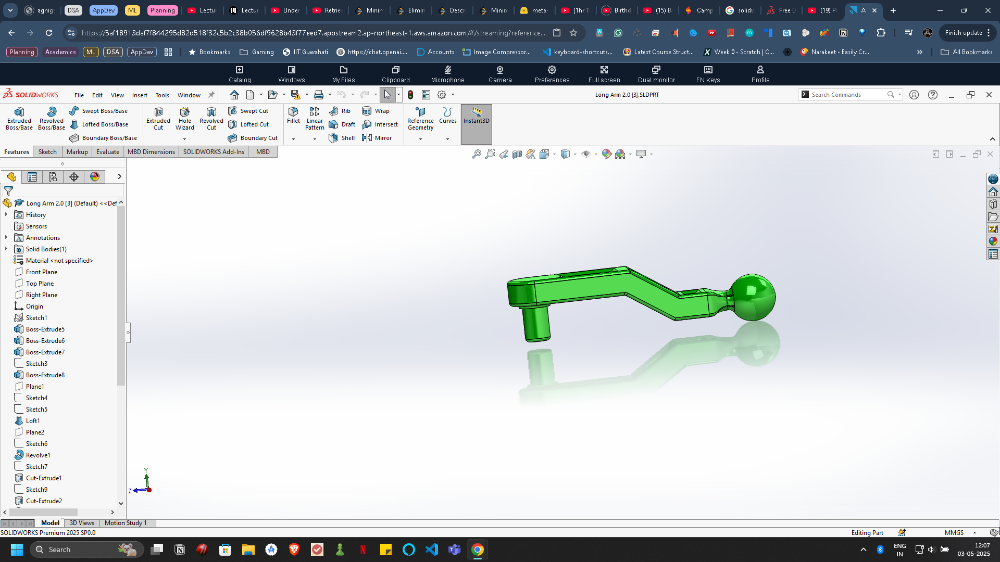 agnig
DSA
AppDev
ML
Planning
Lectur
Lectur
Under
Retrie
Minim
Elimin
Descri
Minim
meta-
[1hr T
Birthd
(15) B
Camp
solidw
Free D
(19) P
A
https://5af18913daf7f844295d82d518f32c5b2c38b056df9628b43f77eed7.appstream2.ap-northeast-1.aws.amazon.com/#/streaming?reference...
Finish update
Planning
Academics
ML
DSA
AppDev
Bookmarks
Gaming
IIT Guwahati
https://chat.openai....
Accounts
Image Compressor...
keyboard-shortcuts...
Latest Course Struct...
Week 0 - Scratch | C...
Narakeet - Easily Cr...
All Bookmarks
Catalog
Windows
My Files
Clipboard
Microphone
Camera
Preferences
Full screen
Dual monitor
FN Keys
Profile
SOLIDWORKS
File
Edit
View
Insert
Tools
Window
Long Arm 2.0 [3].SLDPRT
Search Commands
Extruded Boss/Base
Revolved Boss/Base
Swept Boss/Base
Lofted Boss/Base
Boundary Boss/Base
Extruded Cut
Hole Wizard
Revolved Cut
Swept Cut
Lofted Cut
Boundary Cut
Fillet
Linear Pattern
Rib
Draft
Shell
Wrap
Intersect
Mirror
Reference Geometry
Curves
Instant3D
Features
Sketch
Markup
Evaluate
MBD Dimensions
SOLIDWORKS Add-Ins
MBD
Long Arm 2.0 [3] (Default) <<Def
History
Sensors
Annotations
Solid Bodies(1)
Material <not specified>
Front Plane
Top Plane
Right Plane
Origin
Sketch1
Boss-Extrude5
Boss-Extrude6
Boss-Extrude7
Sketch3
Boss-Extrude8
Plane1
Sketch4
Sketch5
Loft1
Plane2
Sketch6
Revolve1
Sketch7
Cut-Extrude1
Sketch9
Cut-Extrude2
Y
Z
Model
3D Views
Motion Study 1
SOLIDWORKS Premium 2025 SP0.0
Editing Part
MMGS
Search
ENG
IN
12:07
03-05-2025